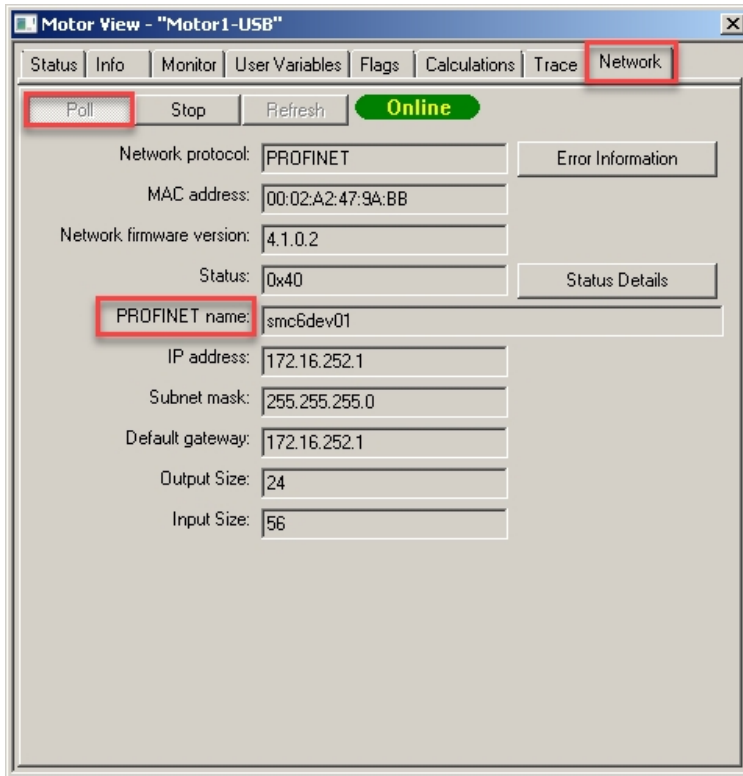 Motor View - "Motor1-USB"
Status Info Monitor User Variables Flags Calculations Trace Network
Poll Stop Refresh Online
Network protocol: PROFINET Error Information
MAC address: 00:02:A2:47:9A:BB
Network firmware version: 4.1.0.2
Status: 0x40 Status Details
PROFINET name: smc6dev01
IP address: 172.16.252.1
Subnet mask: 255.255.255.0
Default gateway: 172.16.252.1
Output Size: 24
Input Size: 56